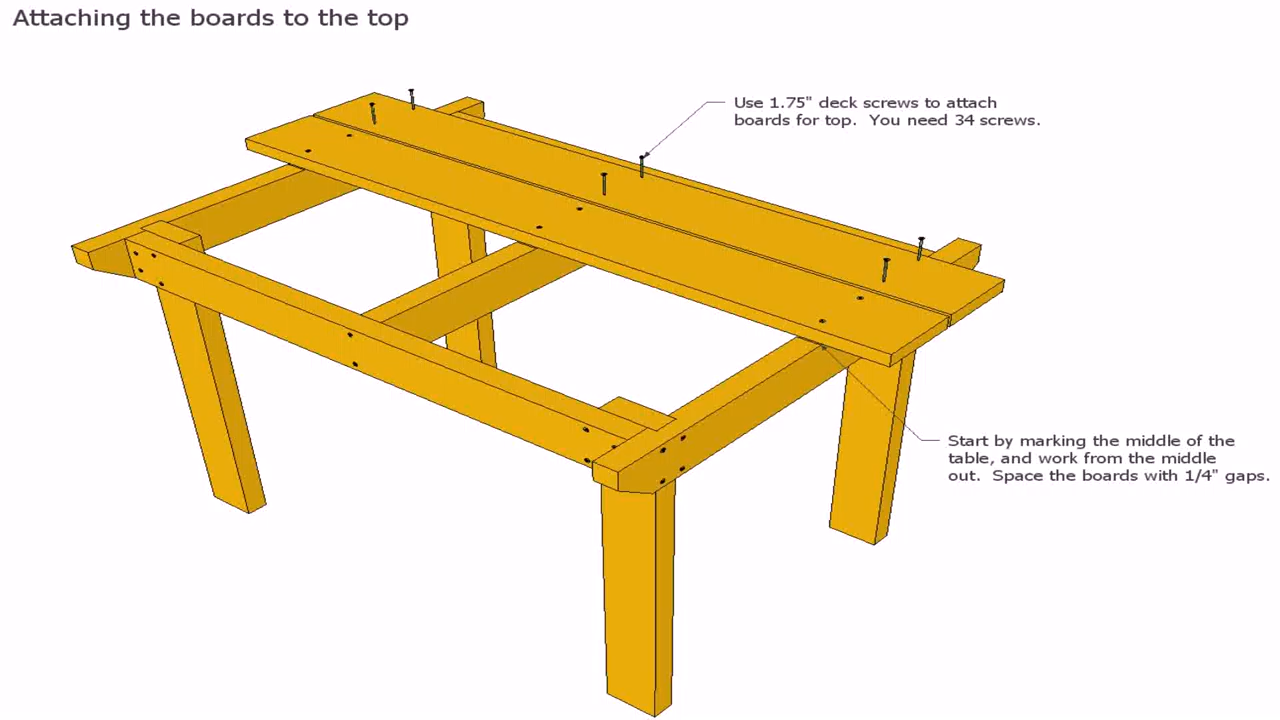 Attaching the boards to the top
Use 1.75" deck screws to attach
boards for top.  You need 34 screws.
Start by marking the middle of the
table, and work from the middle
out.  Space the boards with 1/4" gaps.